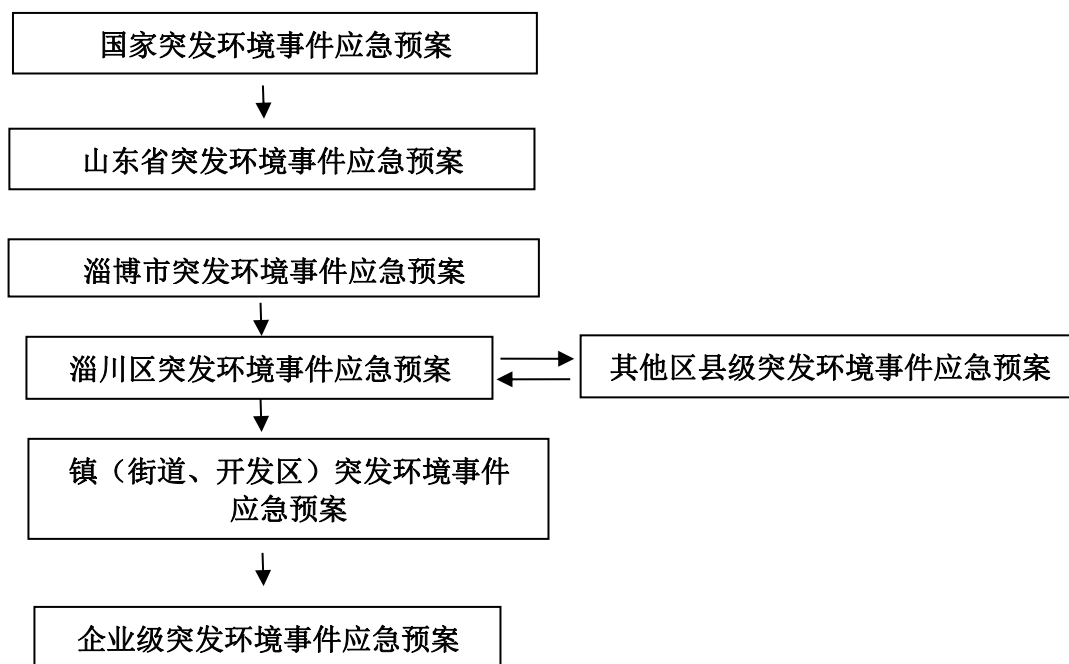 国家突发环境事件应急预案
山东省突发环境事件应急预案
淄博市突发环境事件应急预案
淄川区突发环境事件应急预案
其他区县级突发环境事件应急预案
镇（街道、开发区）突发环境事件
应急预案
企业级突发环境事件应急预案